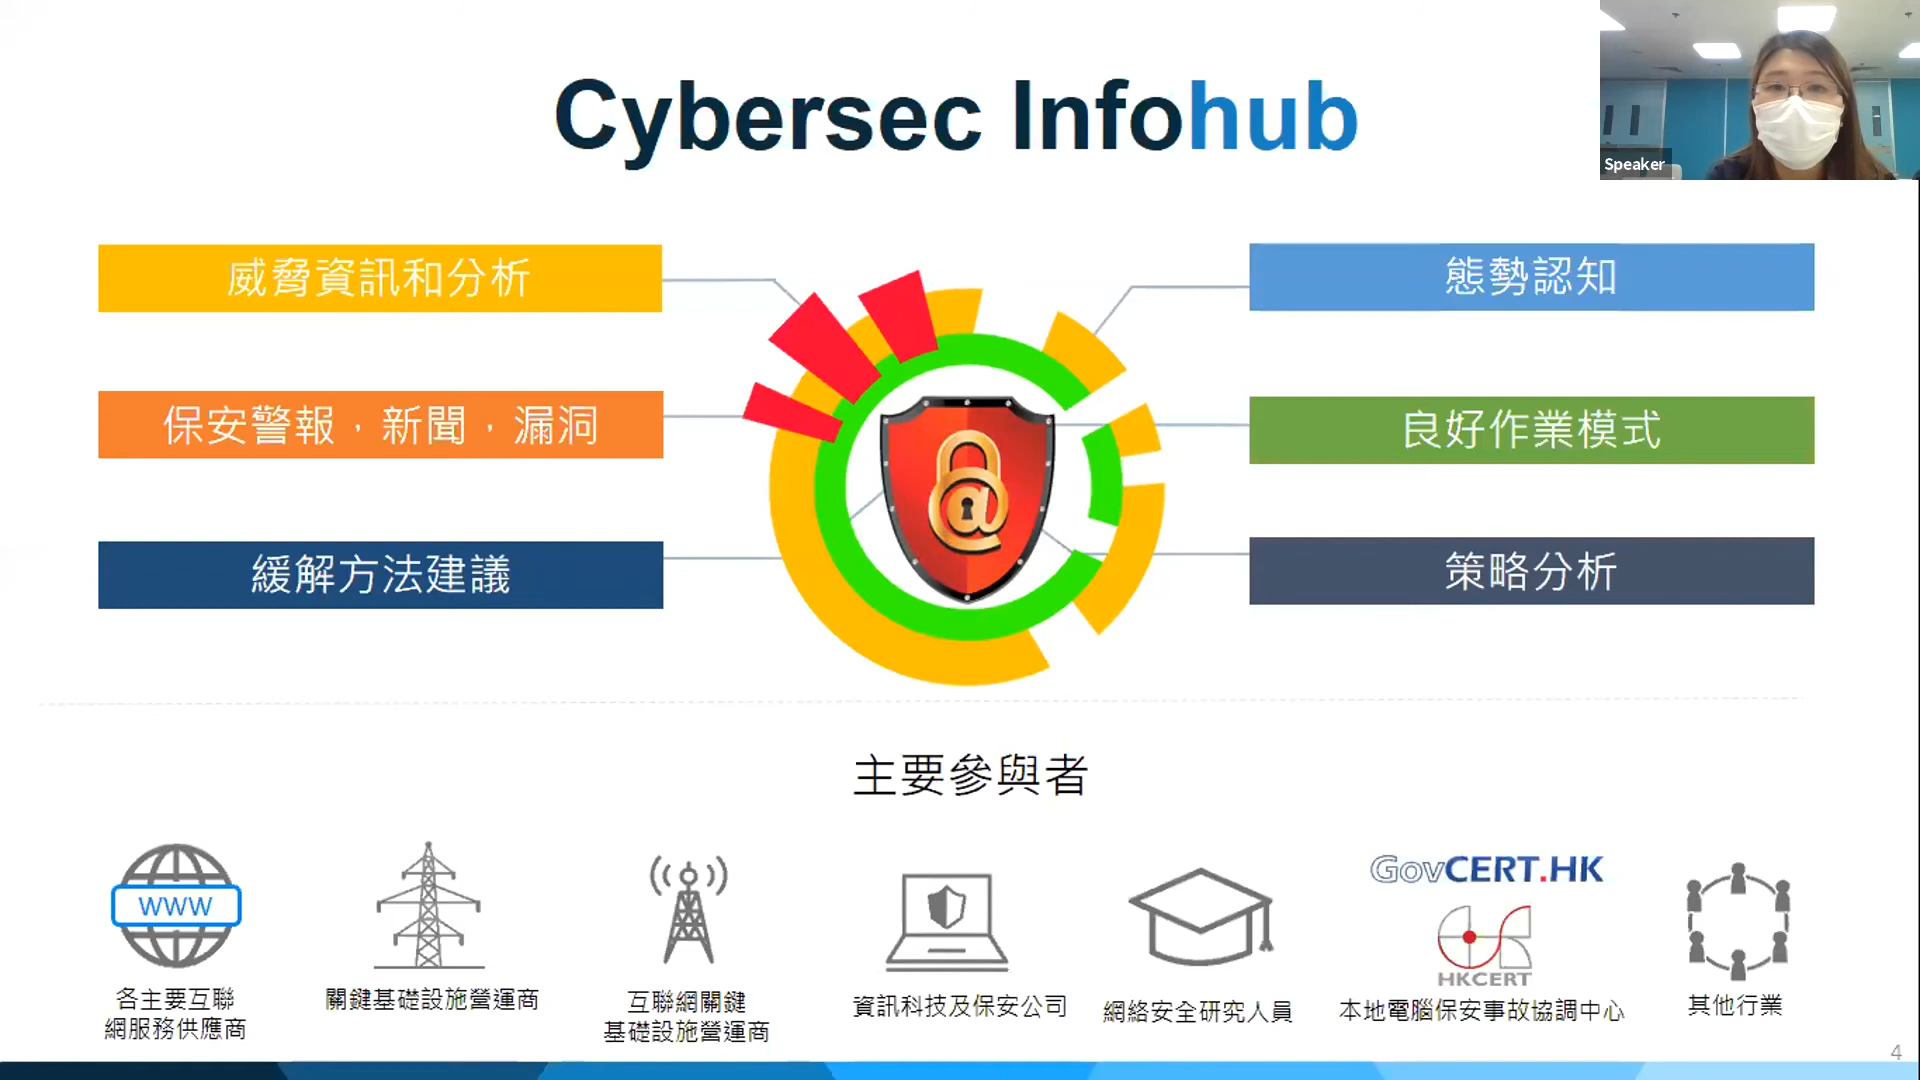 Cybersec Infohub
Speaker
威脅資訊和分析
態勢認知
保安警報，新聞，漏洞
良好作業模式
緩解方法建議
策略分析
@
主要參與者
WWW
各主要互聯
網服務供應商
關鍵基礎設施營運商
互聯網關鍵
基礎設施營運商
資訊科技及保安公司
網絡安全研究人員
GovCERT.HK
HKCERT
本地電腦保安事故協調中心
其他行業
4